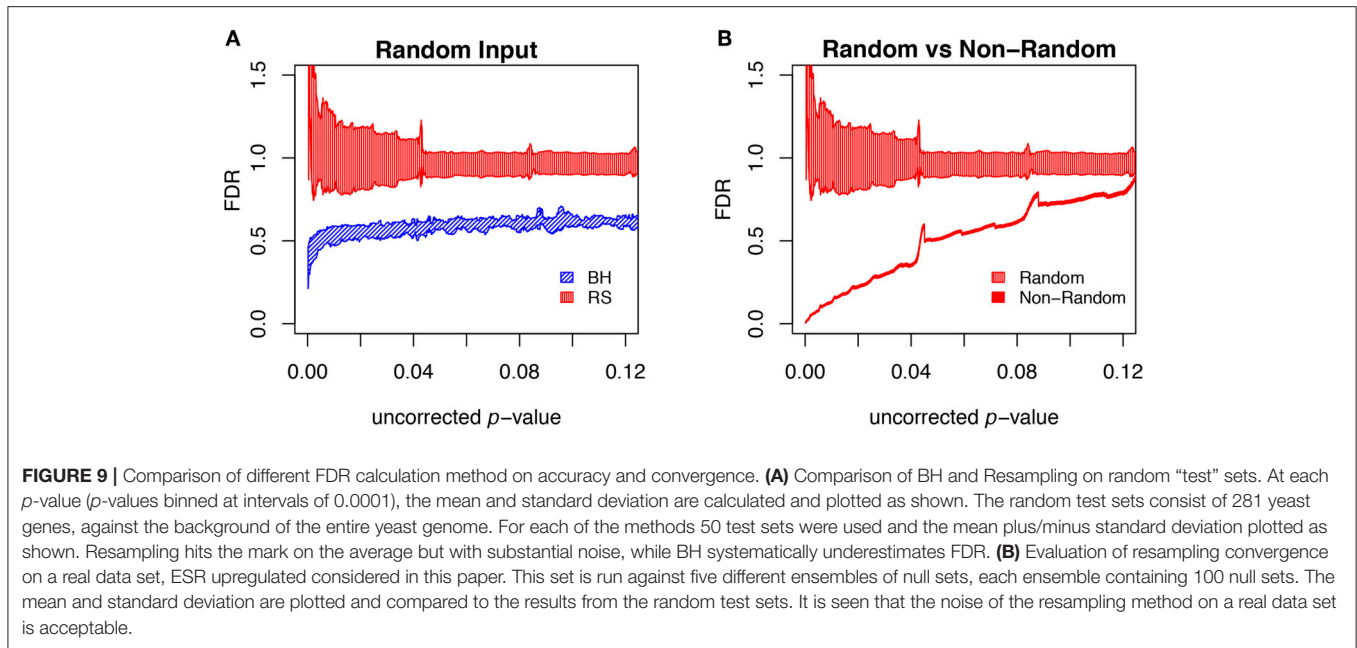 A
Random Input
1.5
1.0
0.5
0.0
FDR
BH
RS
0.00 0.04 0.08 0.12
uncorrected p-value
B
Random vs Non-Random
1.5
1.0
0.5
0.0
FDR
Random
Non-Random
0.00 0.04 0.08 0.12
uncorrected p-value
FIGURE 9 | Comparison of different FDR calculation method on accuracy and convergence. (A) Comparison of BH and Resampling on random “test” sets. At each
p-value (p-values binned at intervals of 0.0001), the mean and standard deviation are calculated and plotted as shown. The random test sets consist of 281 yeast
genes, against the background of the entire yeast genome. For each of the methods 50 test sets were used and the mean plus/minus standard deviation plotted as
shown. Resampling hits the mark on the average but with substantial noise, while BH systematically underestimates FDR. (B) Evaluation of resampling convergence
on a real data set, ESR upregulated considered in this paper. This set is run against five different ensembles of null sets, each ensemble containing 100 null sets. The
mean and standard deviation are plotted and compared to the results from the random test sets. It is seen that the noise of the resampling method on a real data set
is acceptable.